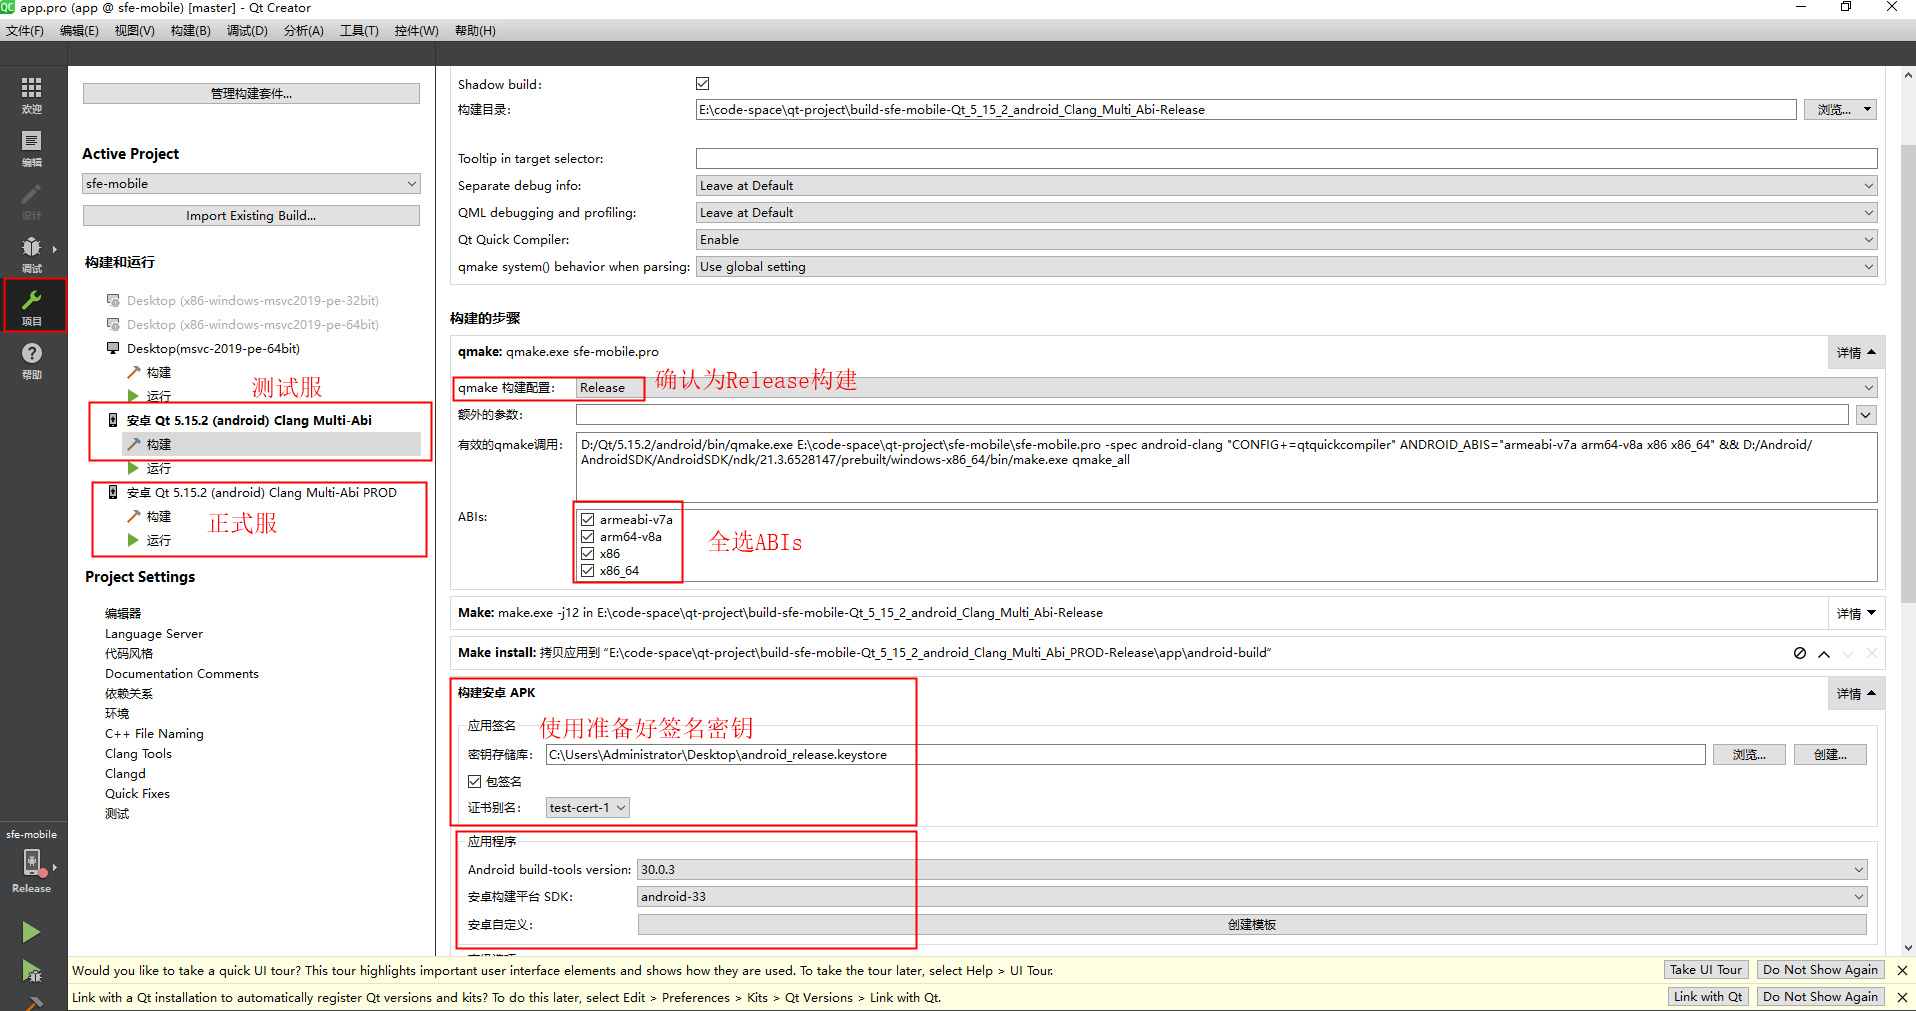 app.pro (app @ sfe-mobile) [master] - Qt Creator
文件(F) 编辑(E) 视图(V) 构建(B) 调试(D) 分析(A) 工具(T) 控件(W) 帮助(H)
欢迎
编辑
设计
调试
项目
帮助
sfe-mobile
Release
管理构建套件...
Active Project
sfe-mobile
Import Existing Build...
构建和运行
Desktop (x86-windows-msvc2019-pe-32bit)
Desktop (x86-windows-msvc2019-pe-64bit)
Desktop(msvc-2019-pe-64bit)
构建
运行
测试服
安卓 Qt 5.15.2 (android) Clang Multi-Abi
构建
运行
安卓 Qt 5.15.2 (android) Clang Multi-Abi PROD
构建
运行
正式服
Project Settings
编辑器
Language Server
代码风格
Documentation Comments
依赖关系
环境
C++ File Naming
Clang Tools
Clangd
Quick Fixes
测试
Shadow build:
构建目录: E:\code-space\qt-project\build-sfe-mobile-Qt_5_15_2_android_Clang_Multi_Abi-Release 浏览...
Tooltip in target selector:
Separate debug info: Leave at Default
QML debugging and profiling: Leave at Default
Qt Quick Compiler: Enable
qmake system() behavior when parsing: Use global setting
构建的步骤
qmake: qmake.exe sfe-mobile.pro 详情
qmake 构建配置: Release 确认为Release构建
额外的参数:
有效的qmake调用: D:/Qt/5.15.2/android/bin/qmake.exe E:\code-space\qt-project\sfe-mobile\sfe-mobile.pro -spec android-clang "CONFIG+=qtquickcompiler" ANDROID_ABIS="armeabi-v7a arm64-v8a x86 x86_64" && D:/Android/
AndroidSDK/AndroidSDK/ndk/21.3.6528147/prebuilt/windows-x86_64/bin/make.exe qmake_all
ABIs: armeabi-v7a
arm64-v8a
x86
x86_64
全选ABIs
Make: make.exe -j12 in E:\code-space\qt-project\build-sfe-mobile-Qt_5_15_2_android_Clang_Multi_Abi-Release 详情
Make install: 拷贝应用到 “E:\code-space\qt-project\build-sfe-mobile-Qt_5_15_2_android_Clang_Multi_Abi_PROD-Release\app\android-build”
构建安卓 APK 详情
应用签名 使用准备好签名密钥
密钥存储库: C:\Users\Administrator\Desktop\android_release.keystore 浏览... 创建...
包签名
证书别名: test-cert-1
应用程序
Android build-tools version: 30.0.3
安卓构建平台 SDK: android-33
安卓自定义: 创建模板
Would you like to take a quick UI tour? This tour highlights important user interface elements and shows how they are used. To take the tour later, select Help > UI Tour. Take UI Tour Do Not Show Again
Link with a Qt installation to automatically register Qt versions and kits? To do this later, select Edit > Preferences > Kits > Qt Versions > Link with Qt. Link with Qt Do Not Show Again